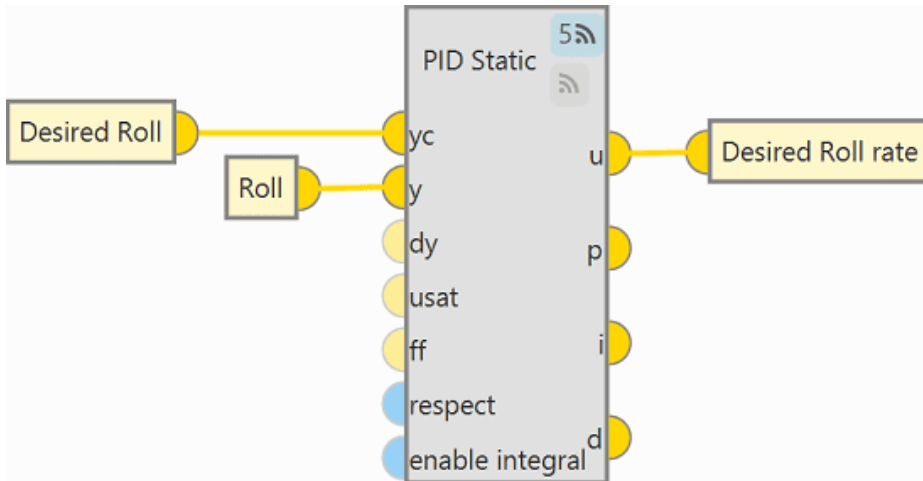 5
PID Static
Desired Roll
yc
u
Desired Roll rate
Roll
y
dy
p
usat
ff
i
respect
d
enable integral